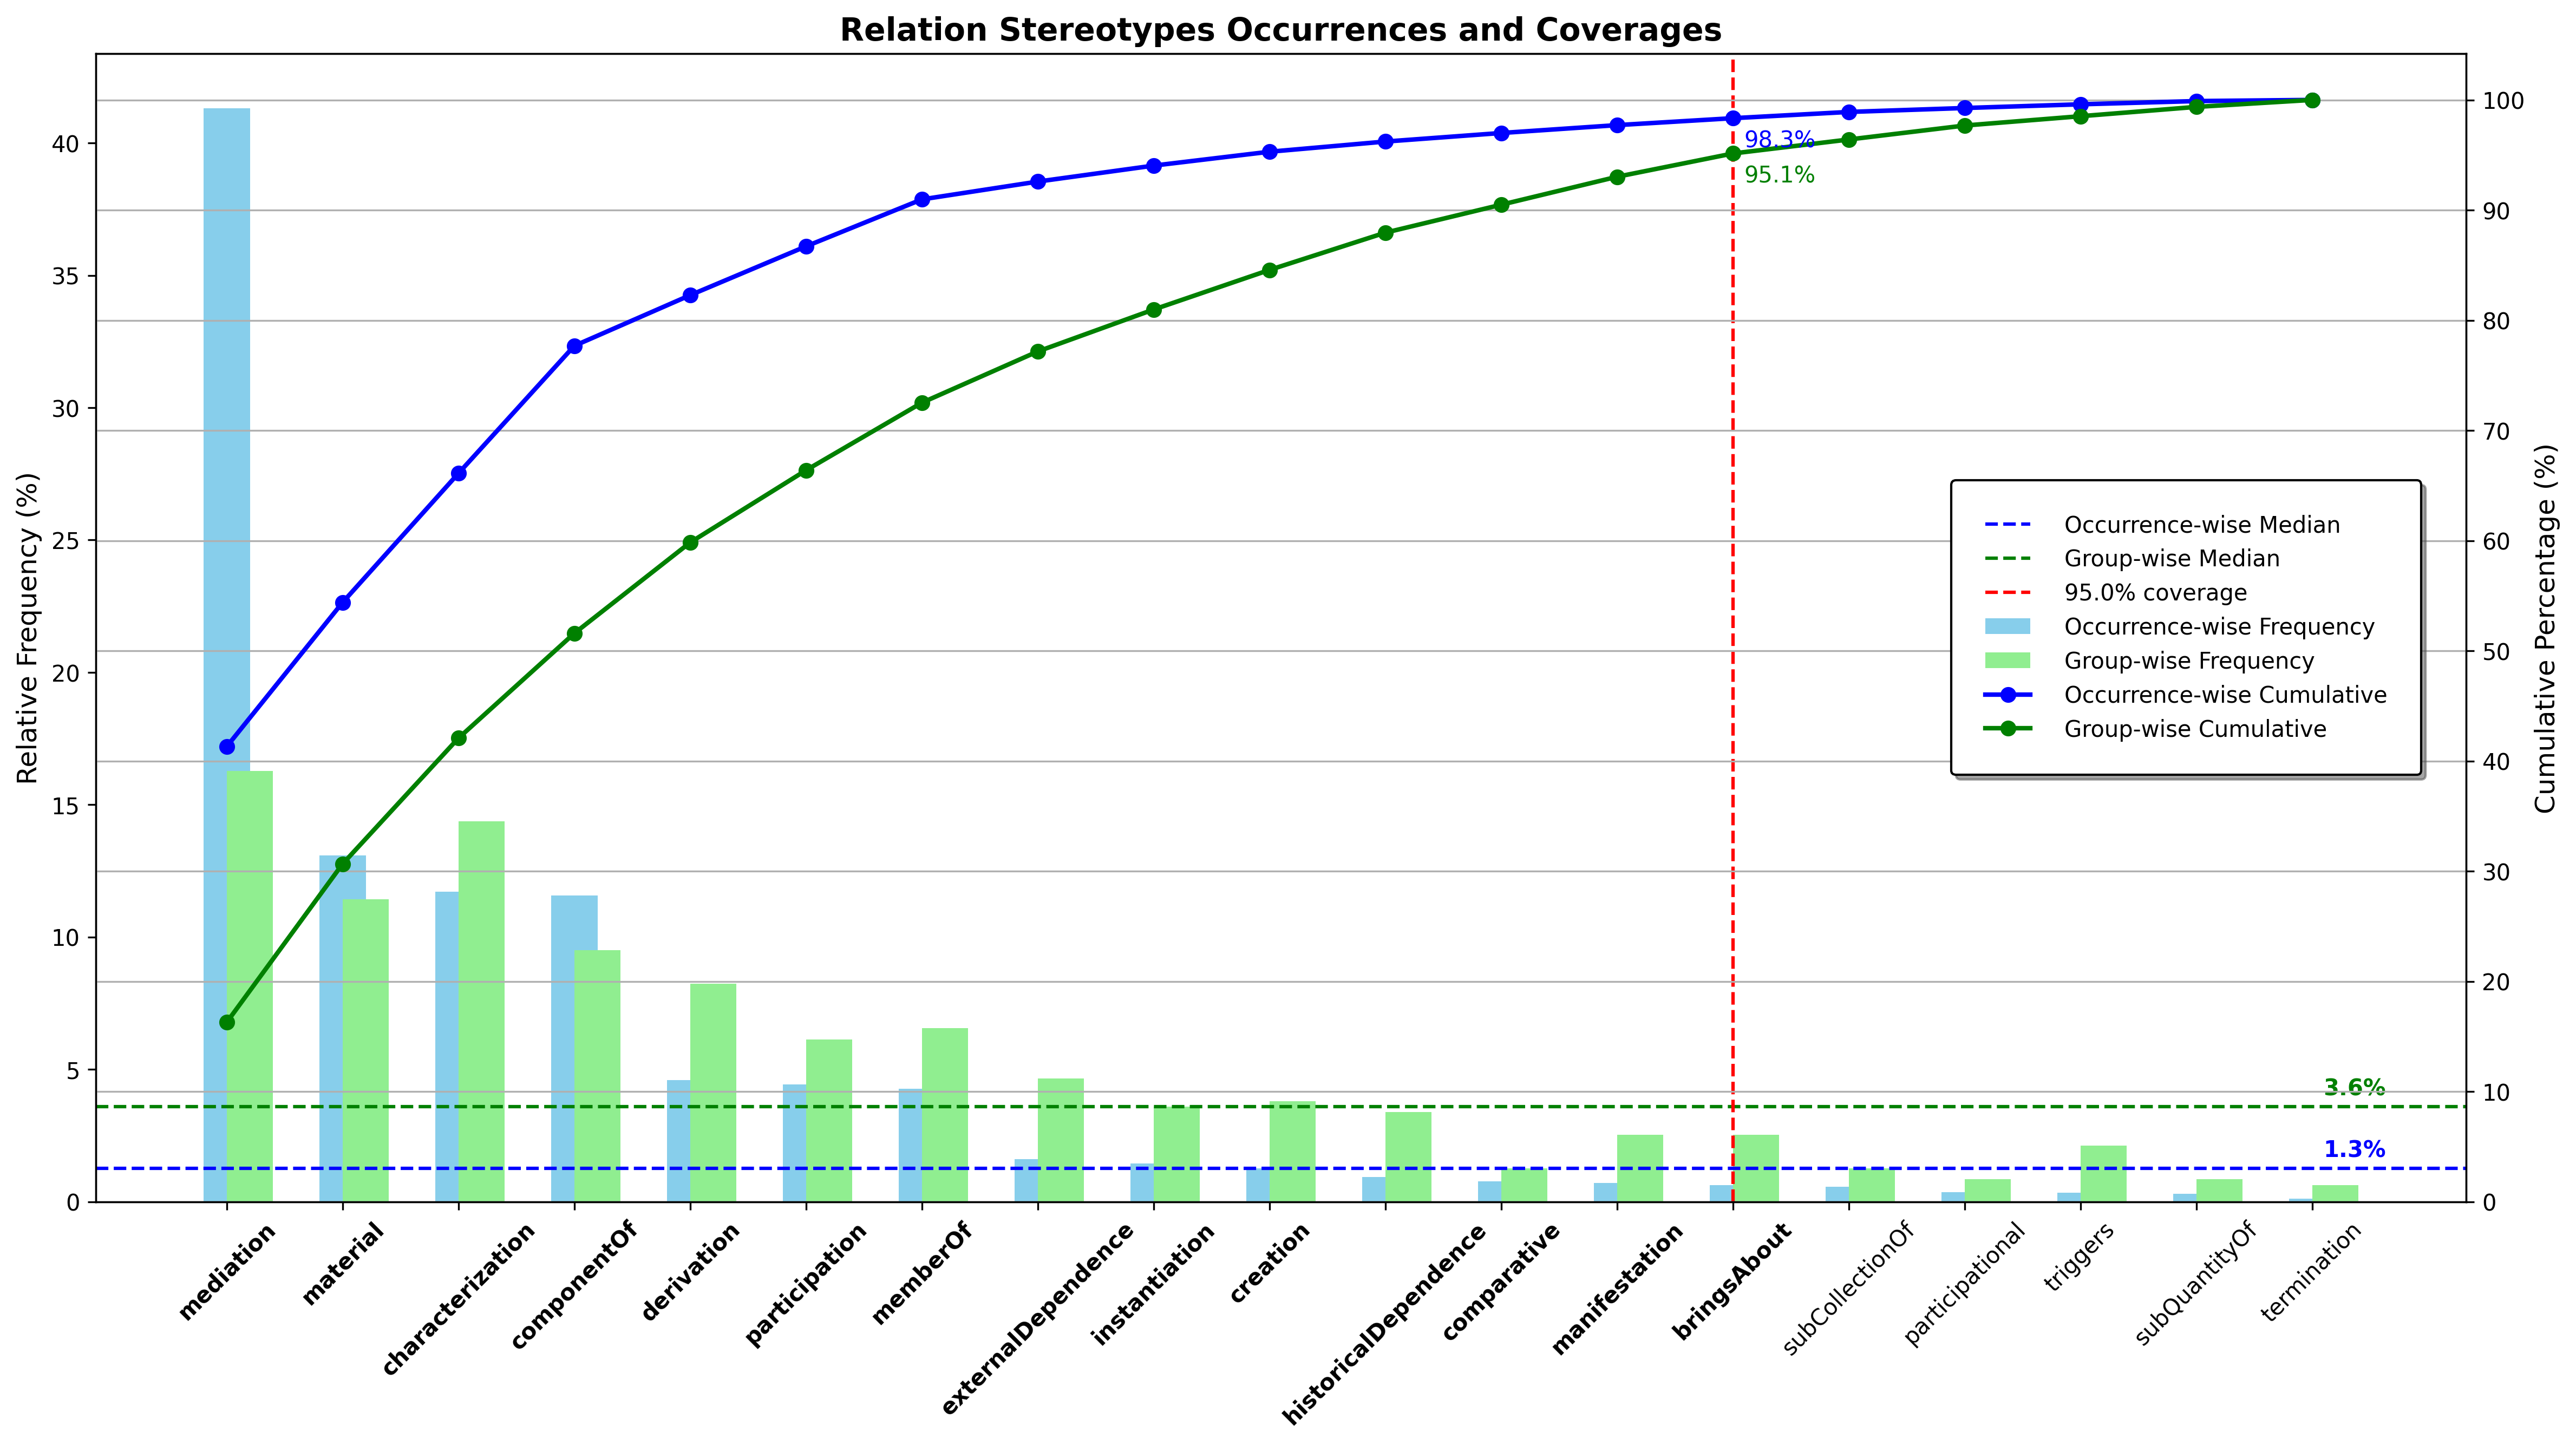 Relation Stereotypes Occurrences and Coverages
Relative Frequency (%)
40
35
30
25
20
15
10
5
0
98.3%
95.1%
3.6%
1.3%
Occurrence-wise Median
Group-wise Median
95.0% coverage
Occurrence-wise Frequency
Group-wise Frequency
Occurrence-wise Cumulative
Group-wise Cumulative
100
90
80
70
60
50
40
30
20
10
0
Cumulative Percentage (%)
mediation
material
characterization
componentOf
derivation
participation
memberOf
externalDependence
instantiation
creation
historicalDependence
comparative
manifestation
bringsAbout
subCollectionOf
participational
triggers
subQuantityOf
termination